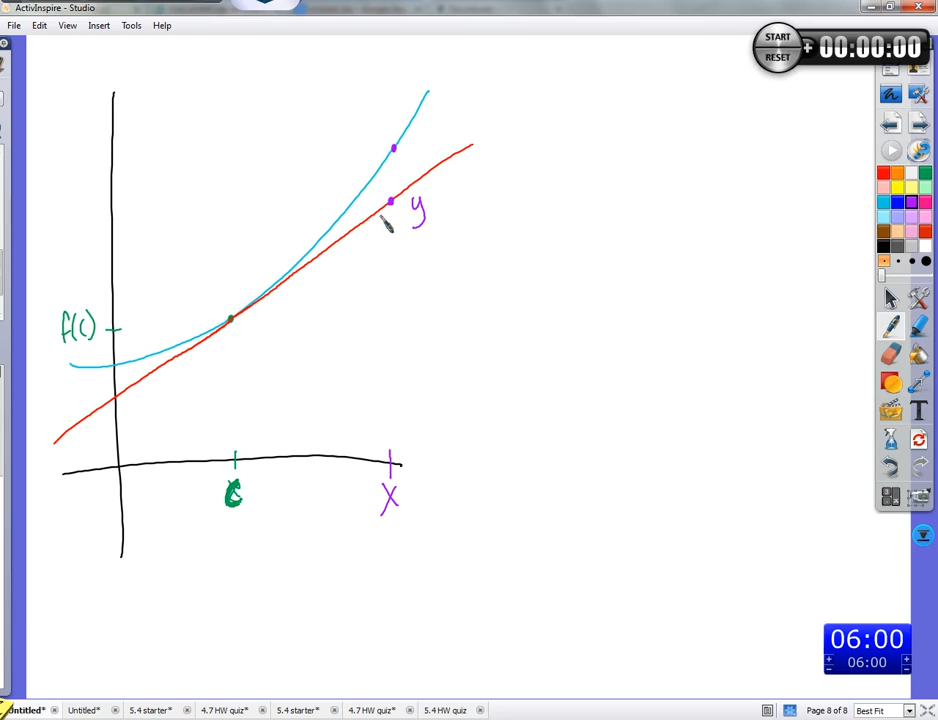 ActivInspire - Studio
File Edit View Insert Tools Help
START
RESET
00:00:00
y
f(c)
c
X
06:00
06:00
Untitled* Untitled* 5.4 starter* 4.7 HW quiz* 5.4 starter* 4.7 HW quiz* 5.4 HW quiz
Page 8 of 8 Best Fit